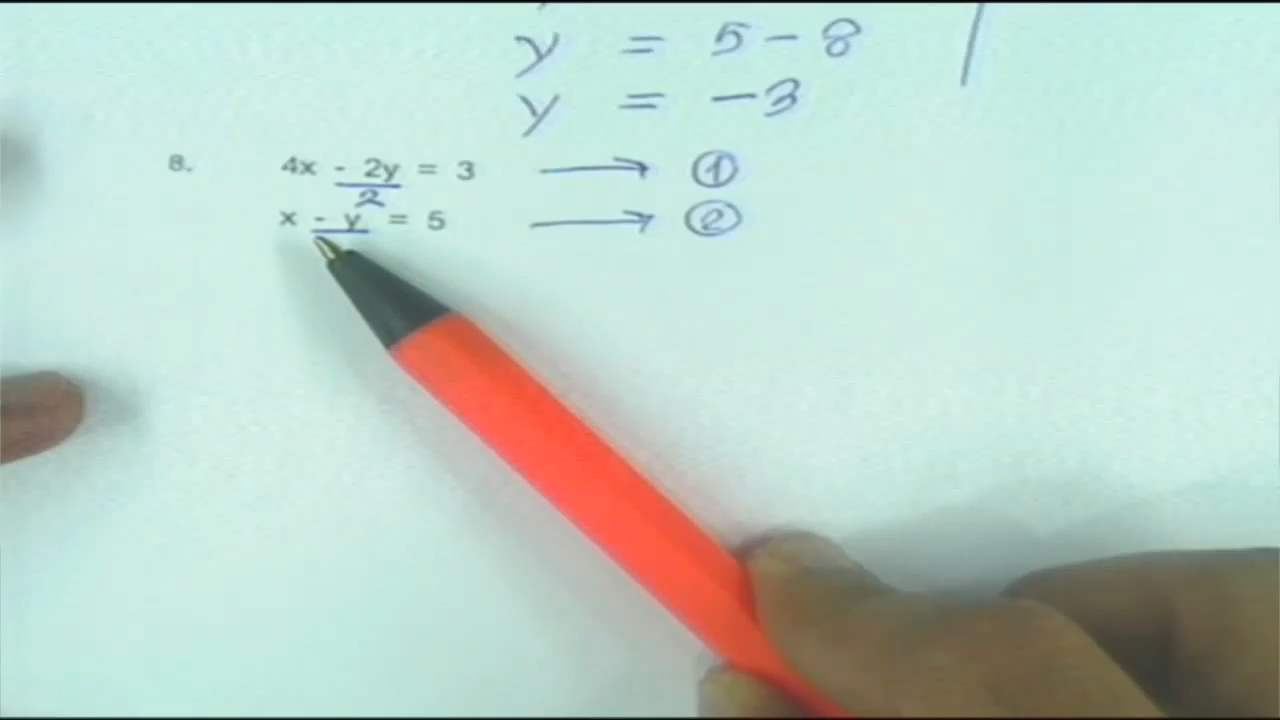 y = 5 - 8
y = -3
8. 4x - 2y = 3 → ①
2
x - y = 5 → ②